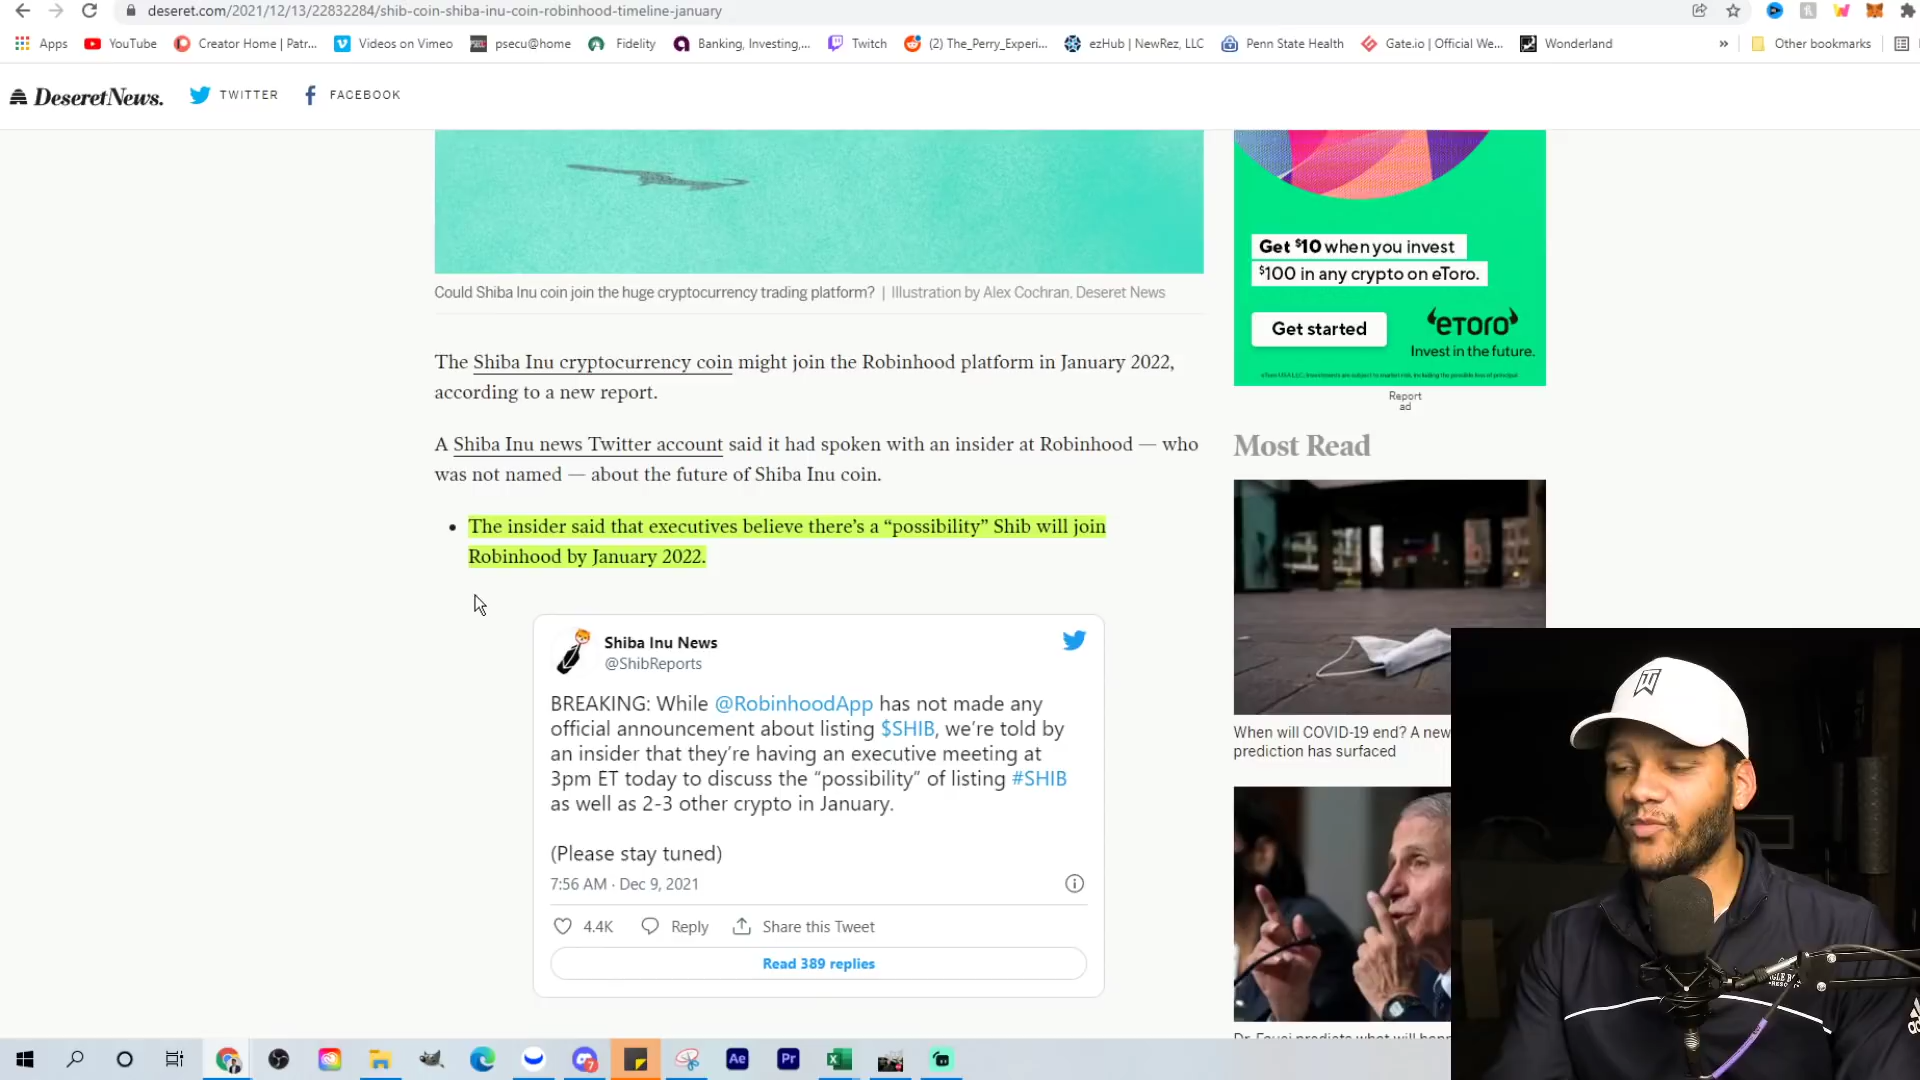 deseret.com/2021/12/13/22832284/shib-coin-shiba-inu-coin-robinhood-timeline-january
Apps YouTube Creator Home | Patr... Videos on Vimeo psecu@home Fidelity Banking, Investing,... Twitch (2) The_Perry_Experi... ezHub | NewRez, LLC Penn State Health Gate.io | Official We... Wonderland » Other bookmarks
Deseret News. TWITTER FACEBOOK
Get $10 when you invest
$100 in any crypto on eToro.
Get started
eToro
Invest in the future.
Report
ad
Could Shiba Inu coin join the huge cryptocurrency trading platform? | Illustration by Alex Cochran, Deseret News
The Shiba Inu cryptocurrency coin might join the Robinhood platform in January 2022,
according to a new report.
A Shiba Inu news Twitter account said it had spoken with an insider at Robinhood — who
was not named — about the future of Shiba Inu coin.
• The insider said that executives believe there's a “possibility” Shib will join
Robinhood by January 2022.
Shiba Inu News
@ShibReports
BREAKING: While @RobinhoodApp has not made any
official announcement about listing $SHIB, we're told by
an insider that they're having an executive meeting at
3pm ET today to discuss the “possibility” of listing #SHIB
as well as 2-3 other crypto in January.
(Please stay tuned)
7:56 AM · Dec 9, 2021
4.4K Reply Share this Tweet
Read 389 replies
Most Read
When will COVID-19 end? A new
prediction has surfaced
Ae Pr